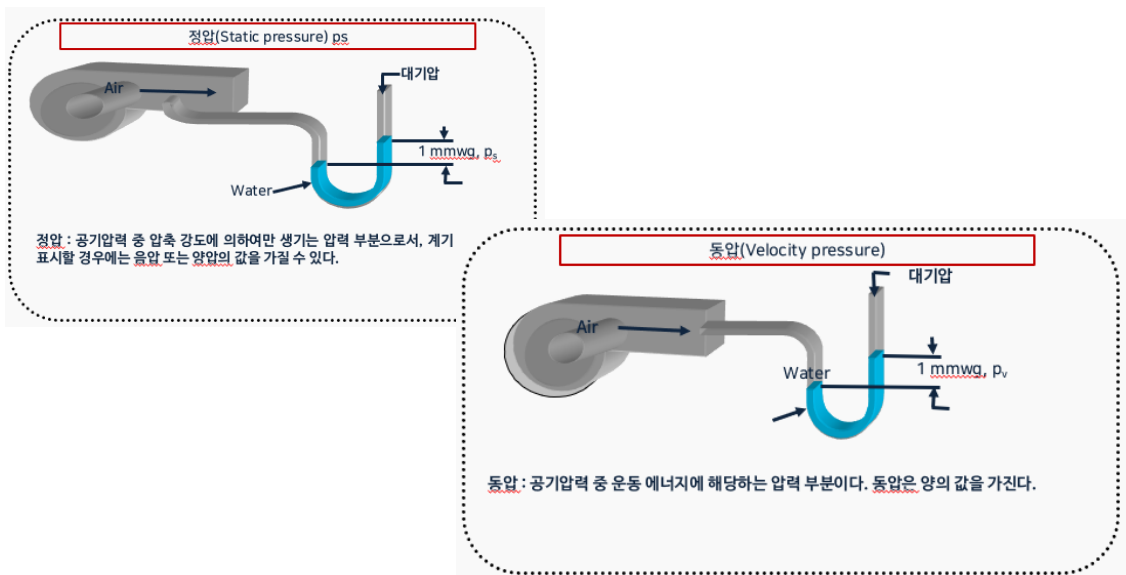 정압(Static pressure) ps
Air
대기압
1 mmwg, ps
Water
정압 : 공기압력 중 압축 강도에 의하여만 생기는 압력 부분으로서, 계기
표시할 경우에는 음압 또는 양압의 값을 가질 수 있다.
동압(Velocity pressure)
대기압
Air
1 mmwg, pv
Water
동압 : 공기압력 중 운동 에너지에 해당하는 압력 부분이다. 동압은 양의 값을 가진다.